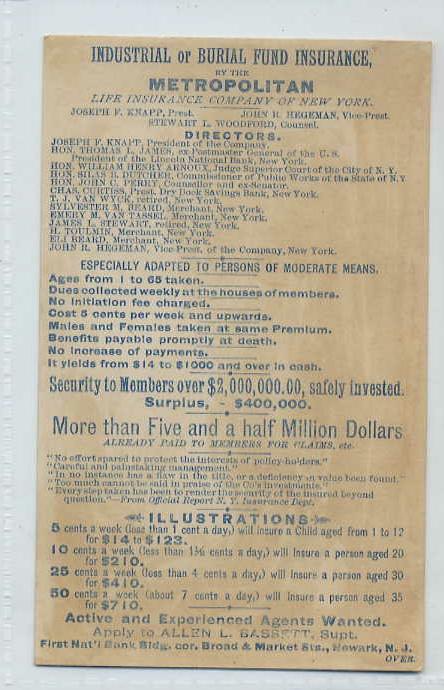 INDUSTRIAL or BURIAL FUND INSURANCE,
BY THE
METROPOLITAN
LIFE INSURANCE COMPANY OF NEW YORK.
JOSEPH F. KNAPP, Prest. JOHN R. HEGEMAN, Vice-Prest.
STEWART L. WOODFORD, Counsel.
DIRECTORS.
JOSEPH F. KNAPP, President of the Company.
HON. THOMAS L. JAMES, ex-Postmaster General of the U. S.
President of the Lincoln National Bank, New York.
HON. WILLIAM HENRY ARNOUX, Judge Superior Court of the City of N. Y.
HON. SILAS B. DUTCHER, Commissioner of Public Works of the State of N.Y
HON. JOHN C. PERRY, Counsellor and ex-Senator.
CHAS. CURTISS, Prest. Dry Dock Savings Bank, New York.
T. J. VAN WYCK, retired, New York.
SYLVESTER M. BEARD, Merchant, New York.
EMERY M. VAN TASSEL, Merchant, New York.
JAMES L. STEWART, retired, New York.
H. TOULMIN, Merchant, New York.
ELI BEARD, Merchant, New York.
JOHN R. HEGEMAN, Vice-Prest. of the Company, New York.
ESPECIALLY ADAPTED TO PERSONS OF MODERATE MEANS.
Ages from 1 to 65 taken.
Dues collected weekly at the houses of members.
No Initiation fee charged.
Cost 5 cents per week and upwards.
Males and Females taken at same Premium.
Benefits payable promptly at death.
No increase of payments.
It yields from $14 to $1000 and over in cash.
Security to Members over $2,000,000.00, safely invested.
Surplus, - $400,000.
More than Five and a half Million Dollars
ALREADY PAID TO MEMBERS FOR CLAIMS, etc.
"No effort spared to protect the interests of policy-holders."
"Careful and painstaking management."
"In no instance has a flaw in the title, or a deficiency in value been found."
"Too much cannot be said in praise of the Co's investments."
"Every step taken has been to render the security of the insured beyond
question."—From Official Report N. Y. Insurance Dept.
ILLUSTRATIONS
5 cents a week (less than 1 cent a day,) will insure a Child aged from 1 to 12
for $14 to $123.
10 cents a week (less than 1½ cents a day,) will insure a person aged 20
for $210.
25 cents a week (less than 4 cents a day,) will insure a person aged 30
for $410.
50 cents a week (about 7 cents a day,) will insure a person aged 35
for $710.
Active and Experienced Agents Wanted.
Apply to ALLEN L. BASSETT, Supt.
First Nat'l Bank Bldg. cor. Broad & Market Sts., Newark, N. J.
OVER.